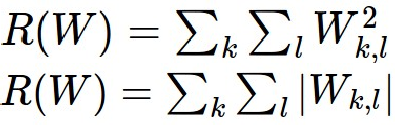 R(W) = ∑_k ∑_l W_{k,l}^2
R(W) = ∑_k ∑_l |W_{k,l}|